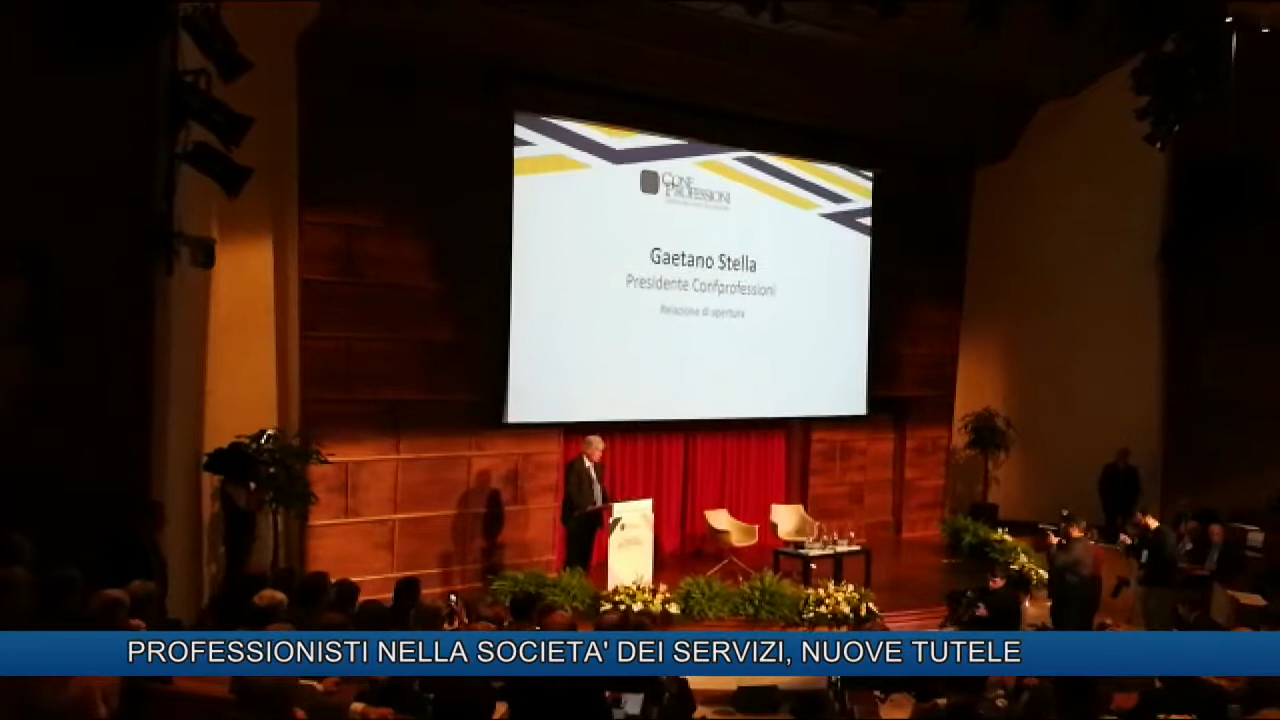 CONF
PROFESSIONI
Gaetano Stella
Presidente Confprofessioni
Relazione di apertura
PROFESSIONISTI NELLA SOCIETA' DEI SERVIZI, NUOVE TUTELE